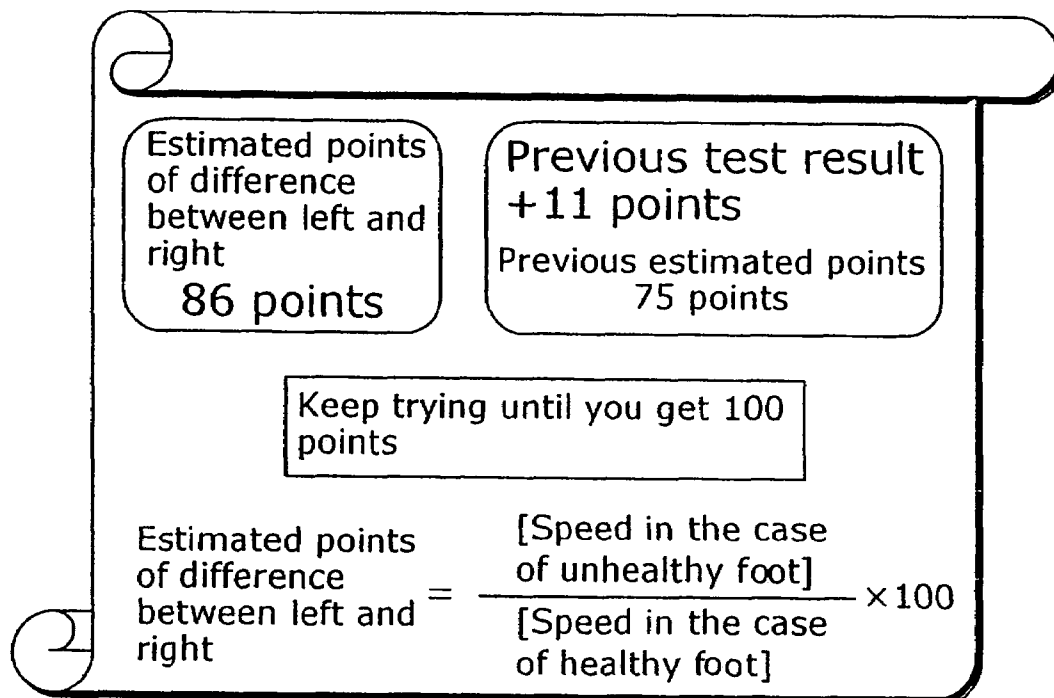 Estimated points
of difference
between left and
right
86 points
Previous test result
+11 points
Previous estimated points
75 points
Keep trying until you get 100
points
Estimated points
of difference
between left and
right
=
[Speed in the case
of unhealthy foot]
[Speed in the case
of healthy foot]
×100